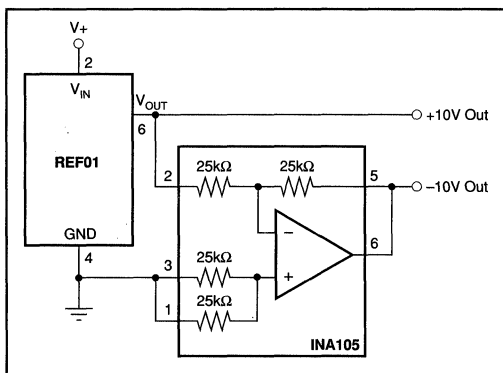 V+
2
V_IN
V_OUT
6
+10V Out
REF01
25kΩ 25kΩ
2
5
−10V Out
GND
−
6
4
3
25kΩ
+
25kΩ
1
INA105